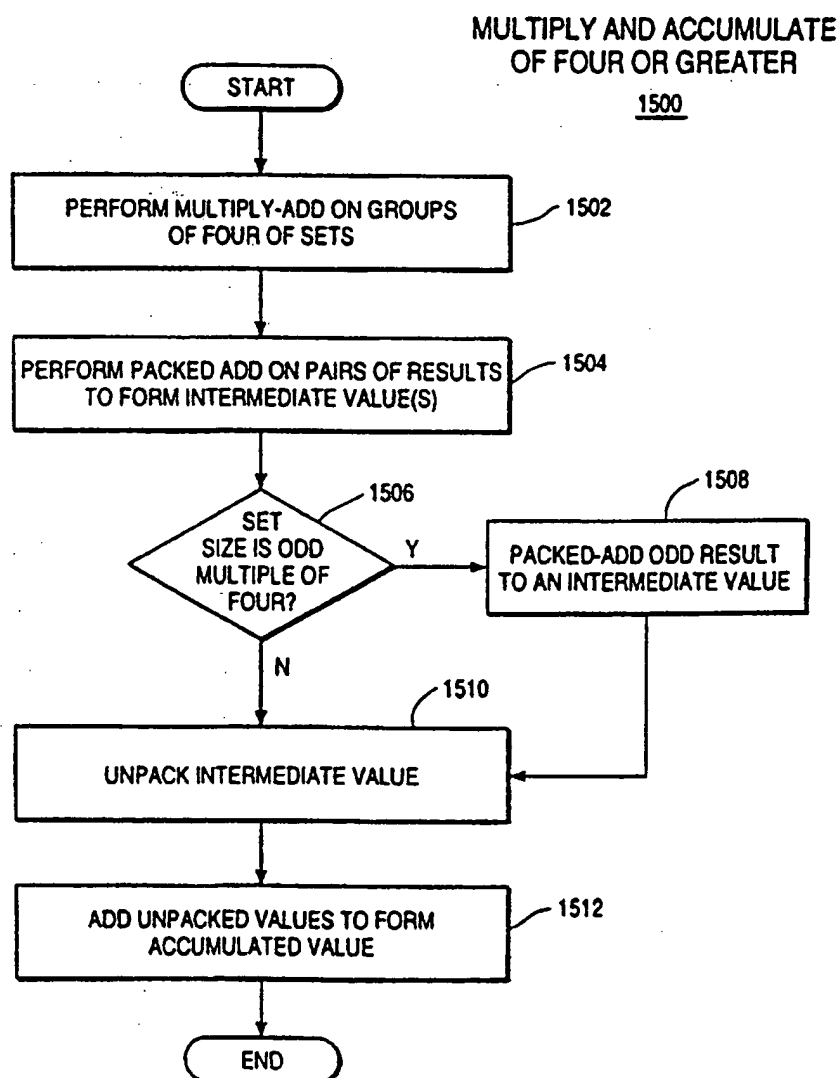 MULTIPLY AND ACCUMULATE
OF FOUR OR GREATER
1500
START
PERFORM MULTIPLY-ADD ON GROUPS
OF FOUR OF SETS
1502
PERFORM PACKED ADD ON PAIRS OF RESULTS
TO FORM INTERMEDIATE VALUE(S)
1504
SET
SIZE IS ODD
MULTIPLE OF
FOUR?
1506
Y
N
PACKED-ADD ODD RESULT
TO AN INTERMEDIATE VALUE
1508
UNPACK INTERMEDIATE VALUE
1510
ADD UNPACKED VALUES TO FORM
ACCUMULATED VALUE
1512
END